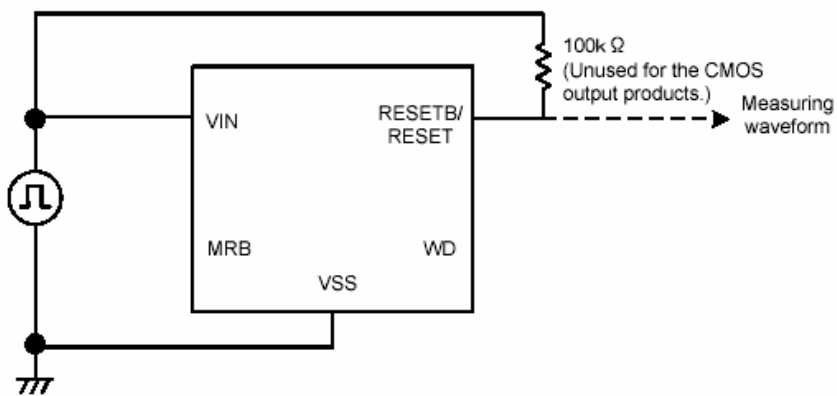 100k Ω
(Unused for the CMOS
output products.)
Measuring
waveform
VIN
RESETB/
RESET
MRB
WD
VSS